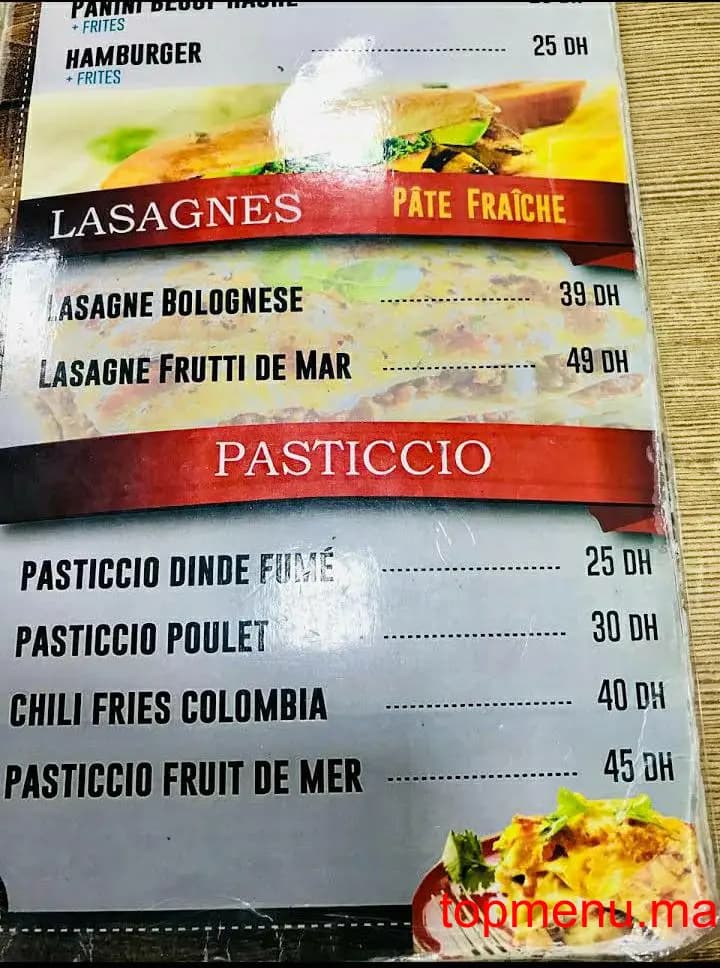 PANINI
+ FRITES
HAMBURGER 25 DH
+ FRITES
LASAGNES PÂTE FRAÎCHE
LASAGNE BOLOGNESE 39 DH
LASAGNE FRUTTI DE MAR 49 DH
PASTICCIO
PASTICCIO DINDE FUMÉ 25 DH
PASTICCIO POULET 30 DH
CHILI FRIES COLOMBIA 40 DH
PASTICCIO FRUIT DE MER 45 DH
topmenu.ma